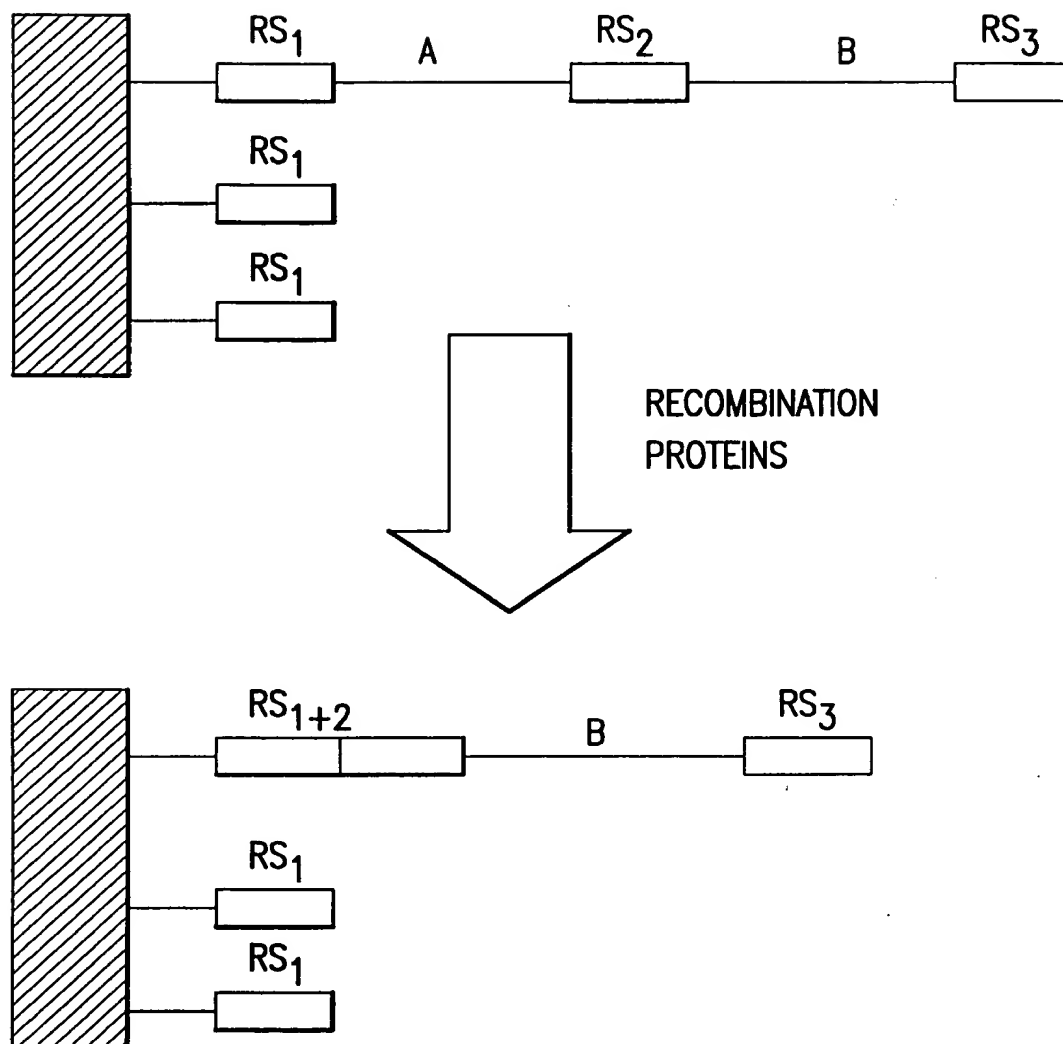 RS1 A RS2 B RS3
RS1
RS1
RECOMBINATION
PROTEINS
RS1+2 B RS3
RS1
RS1